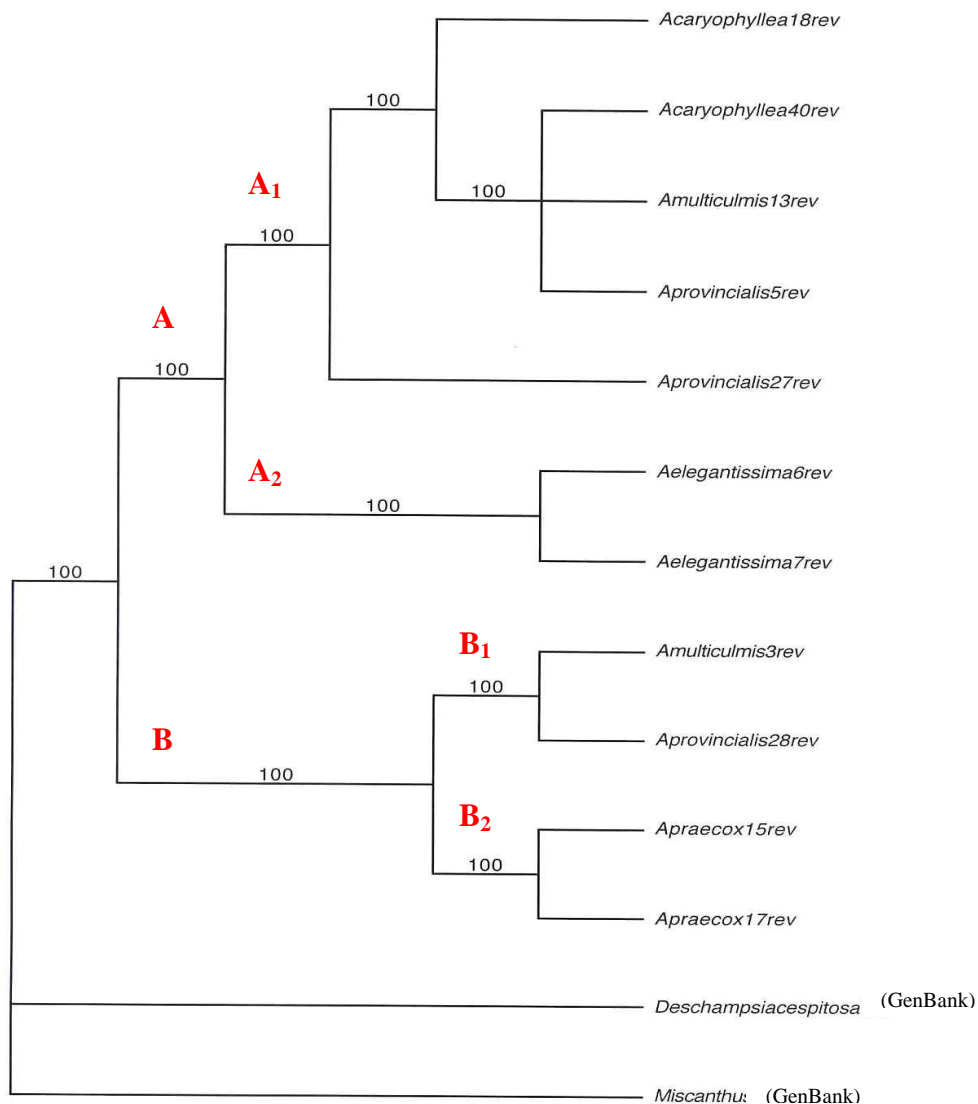 Acaryophyllea18rev
100
Acaryophyllea40rev
A1
100
Amulticulmis13rev
100
Aprovincialis5rev
A
100
Aprovincialis27rev
A2
Aelegantissima6rev
100
Aelegantissima7rev
100
B1
Amulticulmis3rev
100
B
Aprovincialis28rev
100
B2
Apraecox15rev
100
Apraecox17rev
Deschampsiacespitosa (GenBank)
Miscanthus (GenBank)